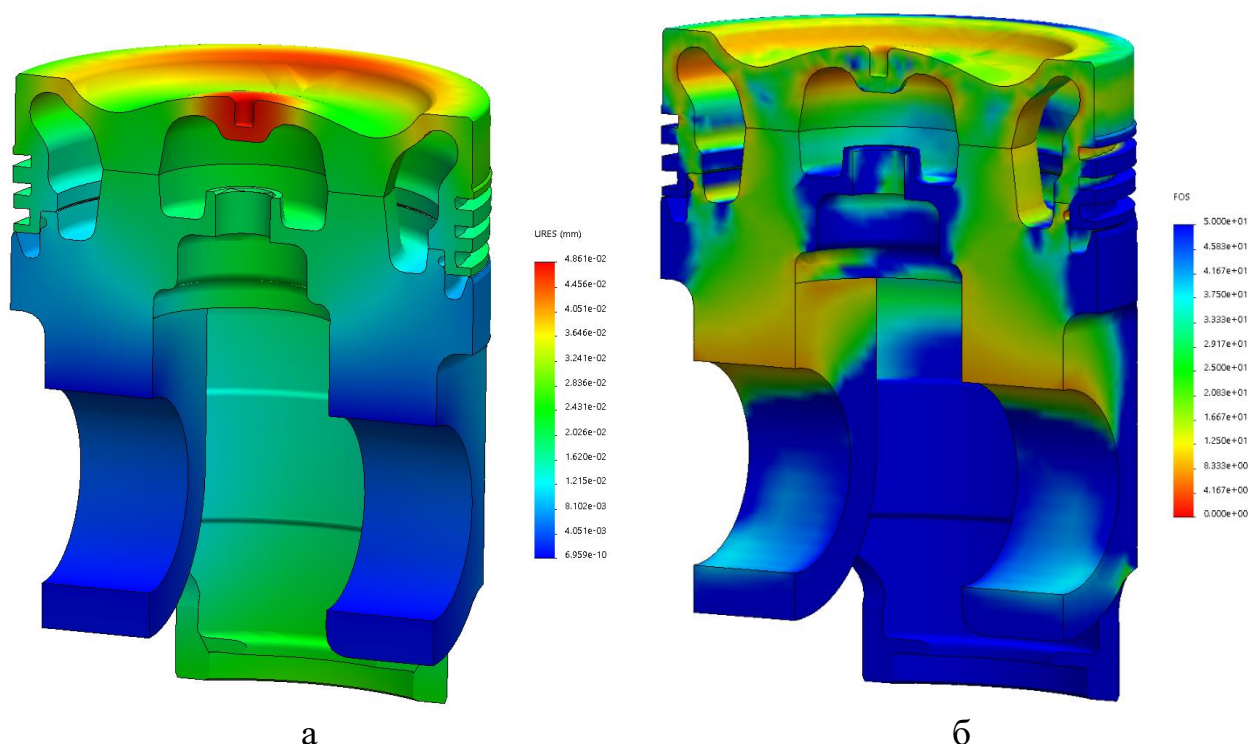 URES (mm)
4.861e-02
4.456e-02
4.051e-02
3.646e-02
3.241e-02
2.836e-02
2.431e-02
2.026e-02
1.620e-02
1.215e-02
8.102e-03
4.051e-03
6.959e-10
FOS
5.000e+01
4.583e+01
4.167e+01
3.750e+01
3.333e+01
2.917e+01
2.500e+01
2.083e+01
1.667e+01
1.250e+01
8.333e+00
4.167e+00
0.000e+00
а
б